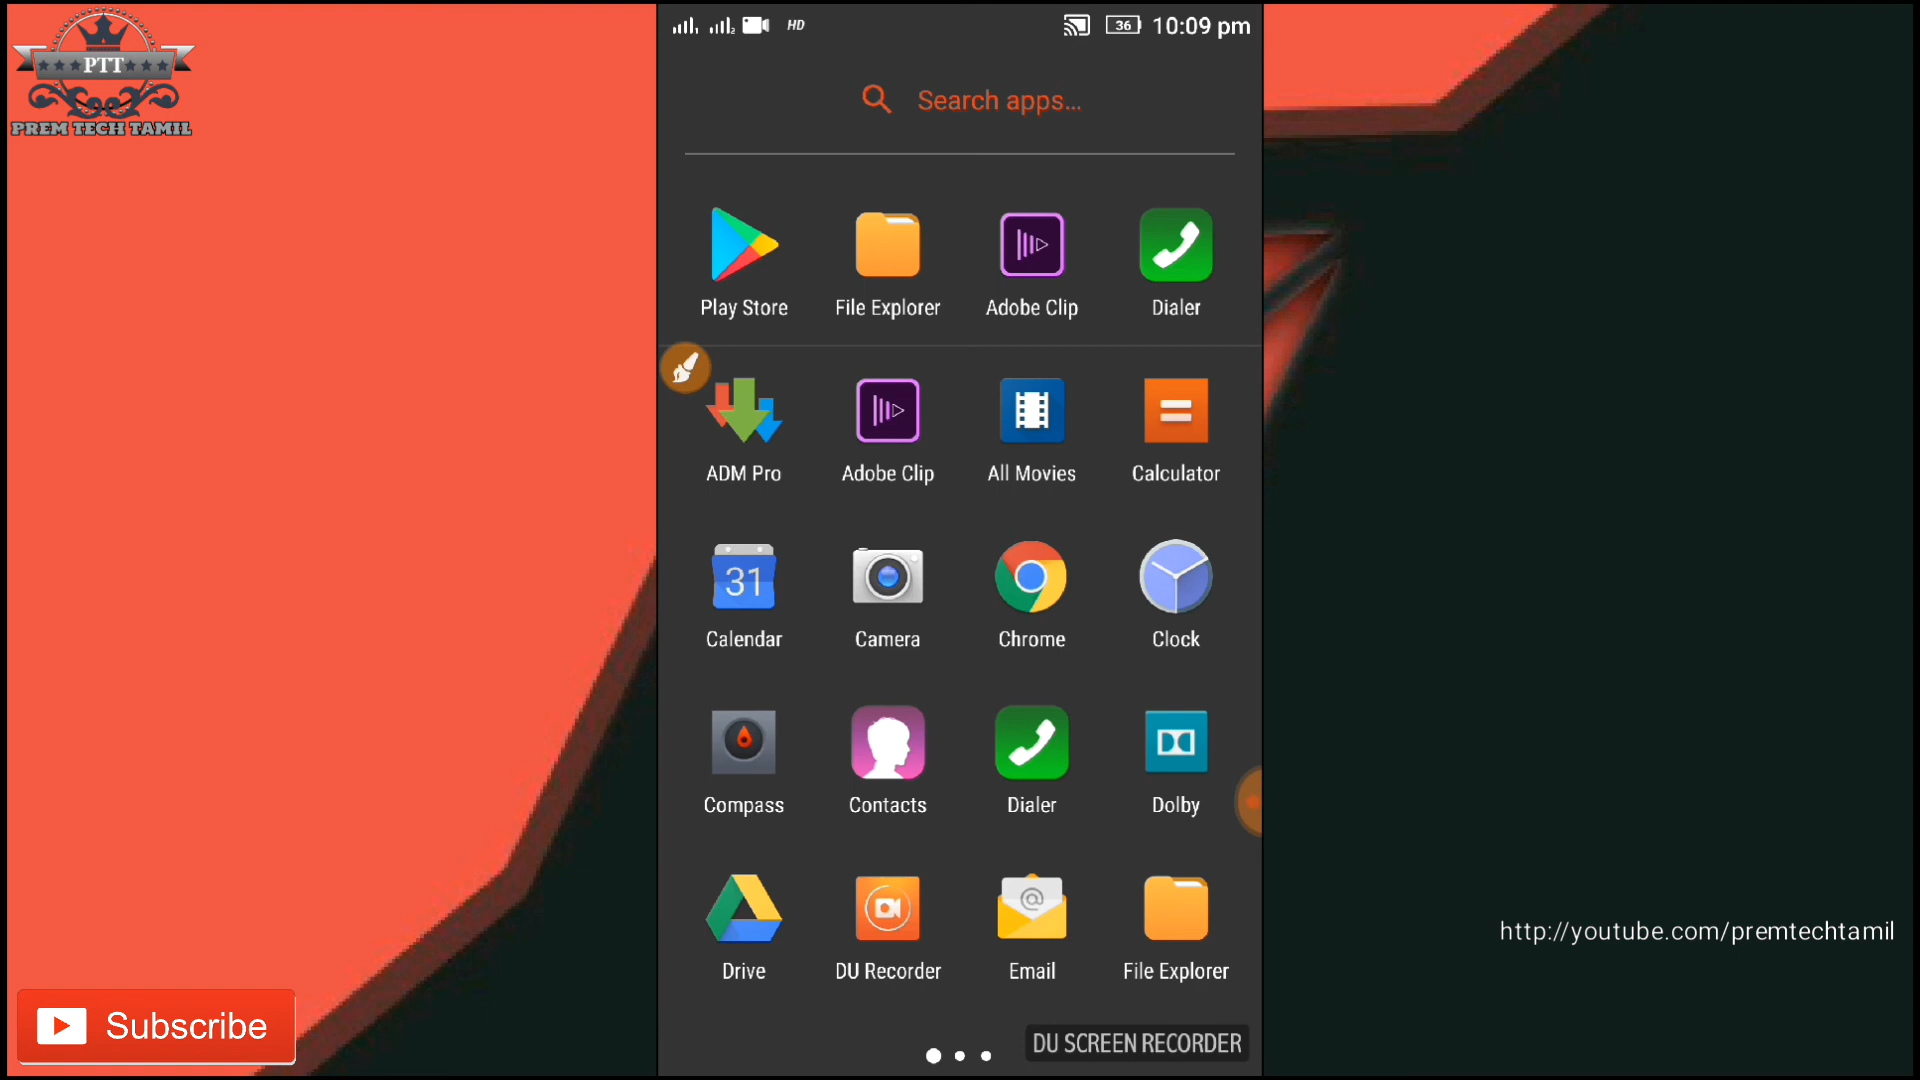 PTT
PREM TECH TAMIL
HD
36
10:09 pm
Search apps...
Play Store
File Explorer
Adobe Clip
Dialer
ADM Pro
Adobe Clip
All Movies
Calculator
31
Calendar
Camera
Chrome
Clock
Compass
Contacts
Dialer
Dolby
@
Drive
DU Recorder
Email
File Explorer
http://youtube.com/premtechtamil
Subscribe
DU SCREEN RECORDER